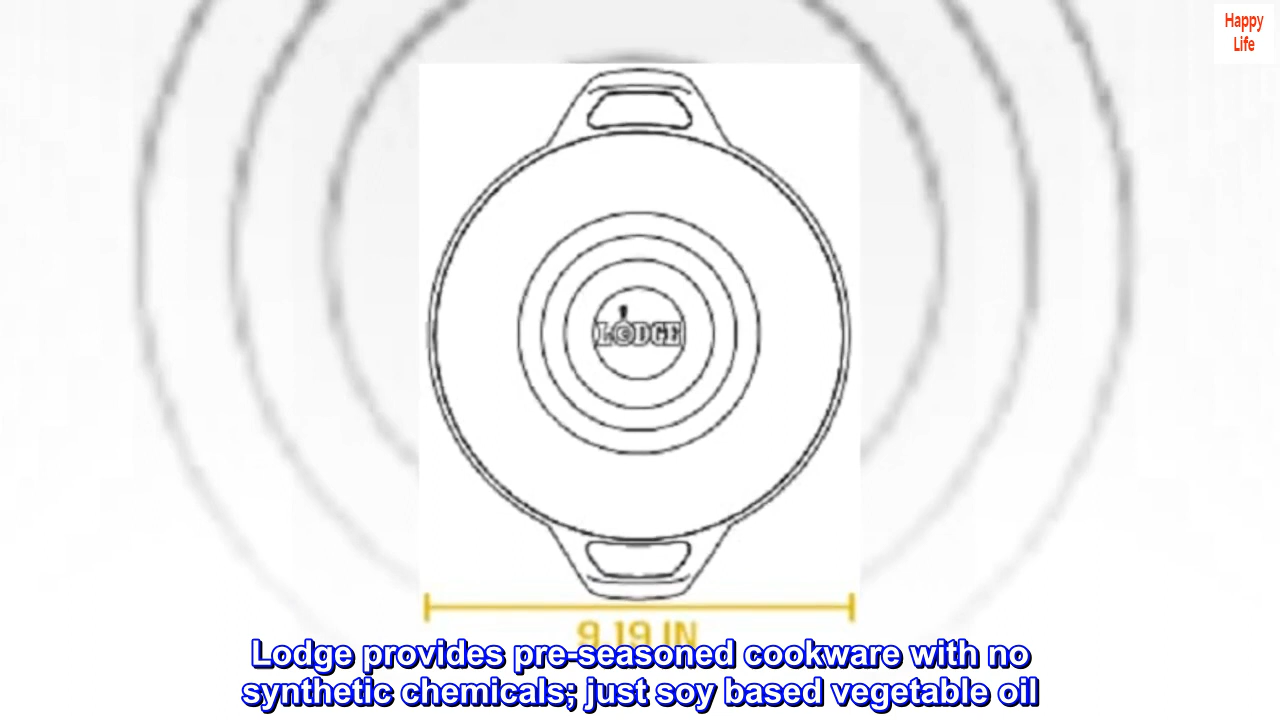 Happy
Life
LODGE
9.19 IN
Lodge provides pre-seasoned cookware with no
synthetic chemicals; just soy based vegetable oil